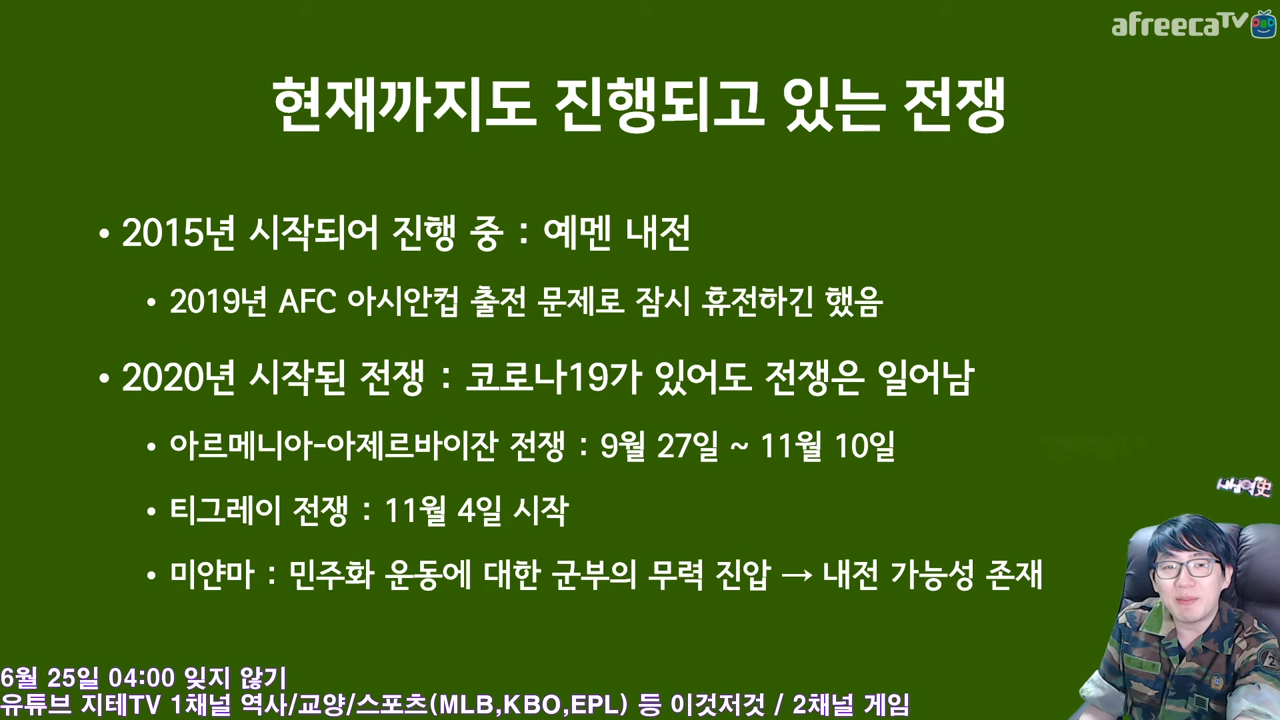 afreecaTV
현재까지도 진행되고 있는 전쟁
• 2015년 시작되어 진행 중 : 예멘 내전
• 2019년 AFC 아시안컵 출전 문제로 잠시 휴전하긴 했음
• 2020년 시작된 전쟁 : 코로나19가 있어도 전쟁은 일어남
• 아르메니아-아제르바이잔 전쟁 : 9월 27일 ~ 11월 10일
• 티그레이 전쟁 : 11월 4일 시작
• 미얀마 : 민주화 운동에 대한 군부의 무력 진압 → 내전 가능성 존재
6월 25일 04:00 잊지 않기
유튜브 지테TV 1채널 역사/교양/스포츠(MLB,KBO,EPL) 등 이것저것 / 2채널 게임